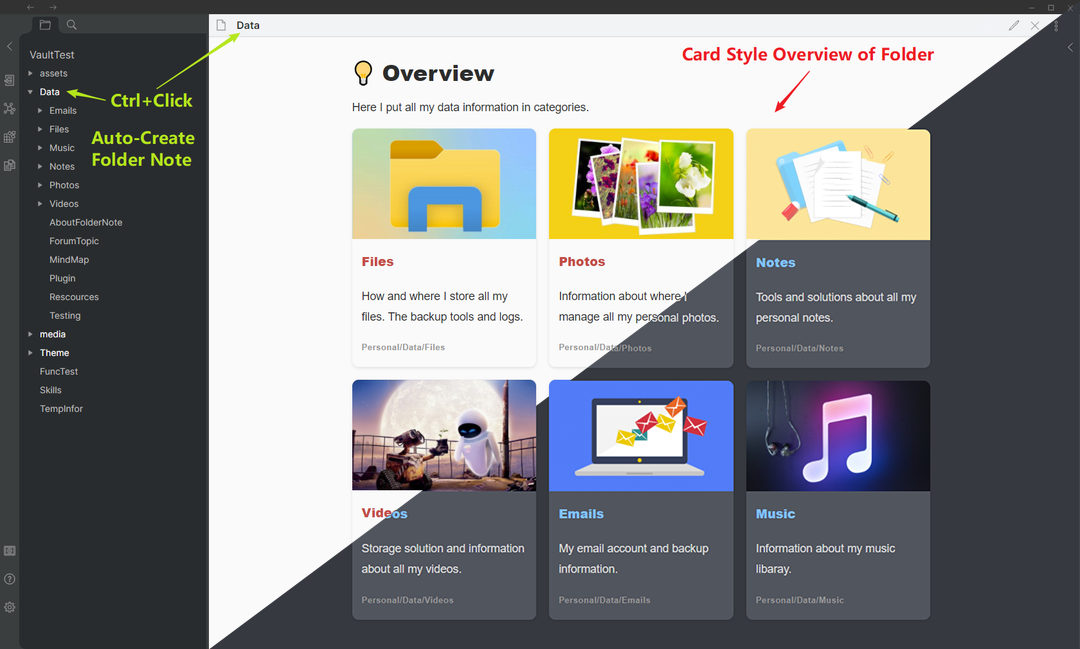 Data
VaultTest
assets
Data
Emails
Files
Music
Notes
Photos
Videos
AboutFolderNote
ForumTopic
MindMap
Plugin
Rescources
Testing
media
Theme
FuncTest
Skills
TempInfor
Ctrl+Click
Auto-Create
Folder Note
Card Style Overview of Folder
Overview
Here I put all my data information in categories.
Files
How and where I store all my
files. The backup tools and logs.
Personal/Data/Files
Photos
Information about where I
manage all my personal photos.
Personal/Data/Photos
Notes
Tools and solutions about all my
personal notes.
Personal/Data/Notes
Videos
Storage solution and information
about all my videos.
Personal/Data/Videos
Emails
My email account and backup
information.
Personal/Data/Emails
Music
Information about my music
libaray.
Personal/Data/Music